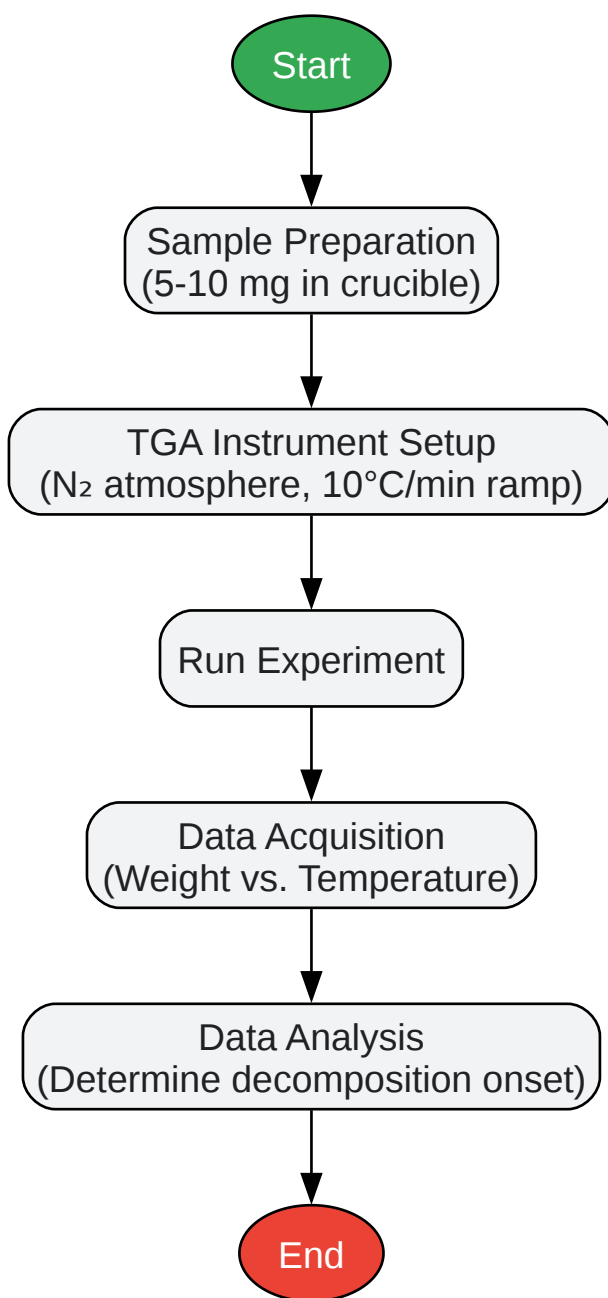 Start
Sample Preparation
(5-10 mg in crucible)
TGA Instrument Setup
(N₂ atmosphere, 10°C/min ramp)
Run Experiment
Data Acquisition
(Weight vs. Temperature)
Data Analysis
(Determine decomposition onset)
End